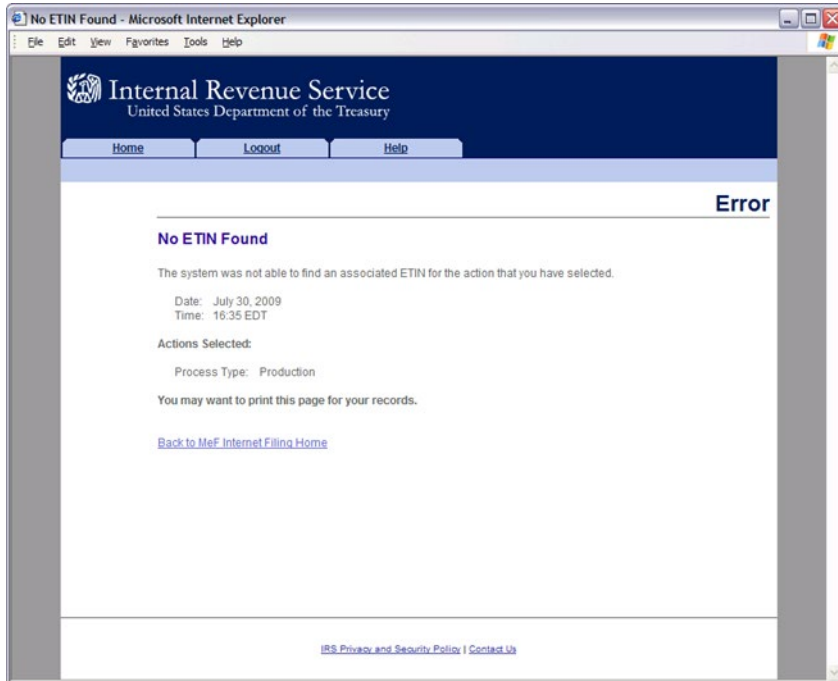 No ETIN Found - Microsoft Internet Explorer
File Edit View Favorites Tools Help
Internal Revenue Service
United States Department of the Treasury
Home Logout Help
Error
No ETIN Found
The system was not able to find an associated ETIN for the action that you have selected.
Date: July 30, 2009
Time: 16:35 EDT
Actions Selected:
Process Type: Production
You may want to print this page for your records.
Back to MeF Internet Filing Home
IRS Privacy and Security Policy | Contact Us